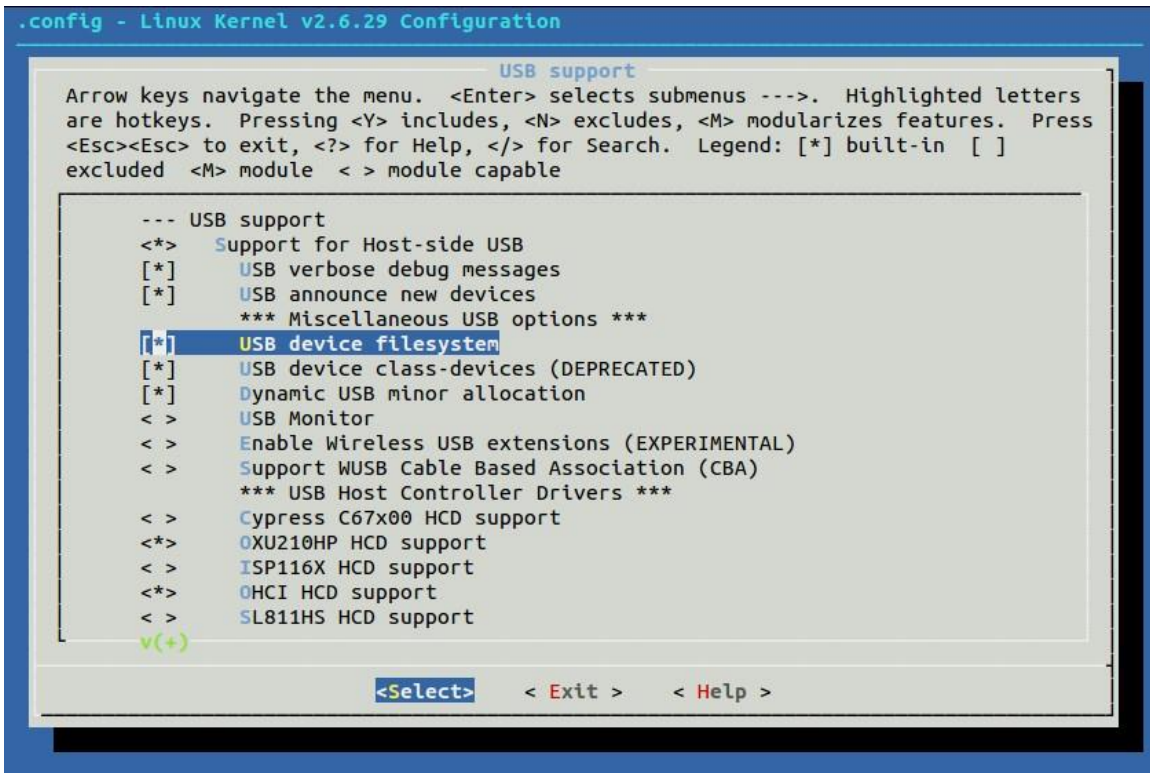 .config - Linux Kernel v2.6.29 Configuration
USB support
Arrow keys navigate the menu.  <Enter> selects submenus --->.  Highlighted letters
are hotkeys.  Pressing <Y> includes, <N> excludes, <M> modularizes features.  Press
<Esc><Esc> to exit, <?> for Help, </> for Search.  Legend: [*] built-in  [ ]
excluded  <M> module  < > module capable
--- USB support
<*>   Support for Host-side USB
[*]     USB verbose debug messages
[*]     USB announce new devices
*** Miscellaneous USB options ***
[*]     USB device filesystem
[*]     USB device class-devices (DEPRECATED)
[*]     Dynamic USB minor allocation
< >     USB Monitor
< >     Enable Wireless USB extensions (EXPERIMENTAL)
< >     Support WUSB Cable Based Association (CBA)
*** USB Host Controller Drivers ***
< >     Cypress C67x00 HCD support
<*>     OXU210HP HCD support
< >     ISP116X HCD support
<*>     OHCI HCD support
< >     SL811HS HCD support
v(+)
<Select>    < Exit >    < Help >